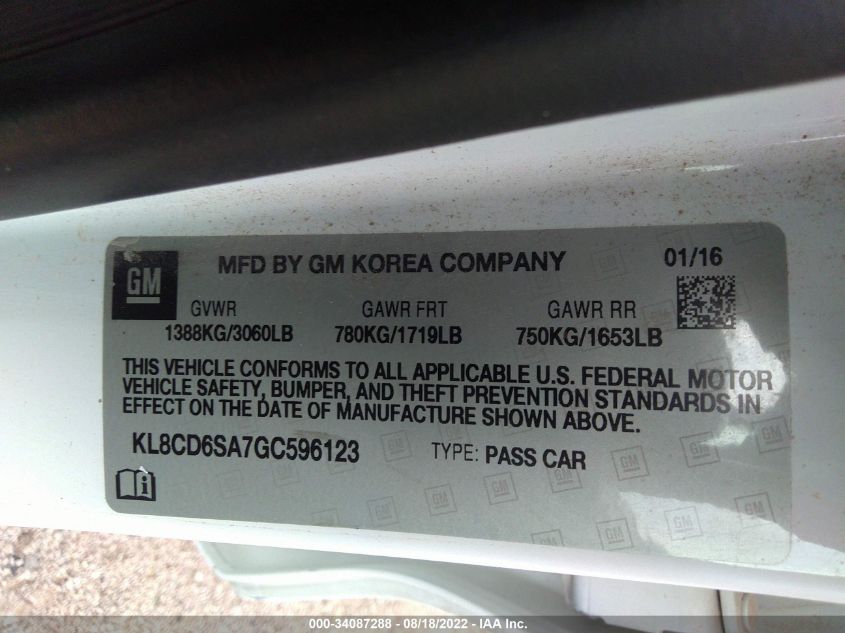 GM MFD BY GM KOREA COMPANY 01/16
GVWR GAWR FRT GAWR RR
1388KG/3060LB 780KG/1719LB 750KG/1653LB
THIS VEHICLE CONFORMS TO ALL APPLICABLE U.S. FEDERAL MOTOR
VEHICLE SAFETY, BUMPER, AND THEFT PREVENTION STANDARDS IN
EFFECT ON THE DATE OF MANUFACTURE SHOWN ABOVE.
KL8CD6SA7GC596123 TYPE: PASS CAR
000-34087288 - 08/18/2022 - IAA Inc.